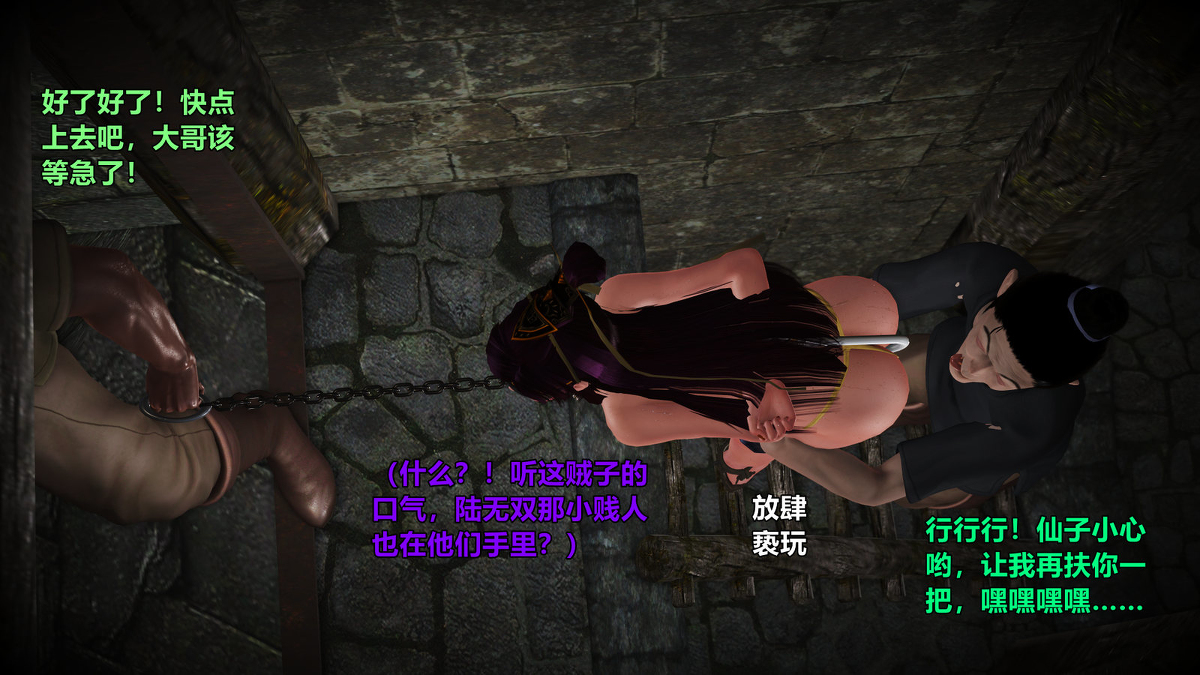 好了好了！快点
上去吧，大哥该
等急了！
（什么？！听这贼子的
口气，陆无双那小贱人
也在他们手里？）
放肆
亵玩
行行行！仙子小心
哟，让我再扶你一
把，嘿嘿嘿嘿……